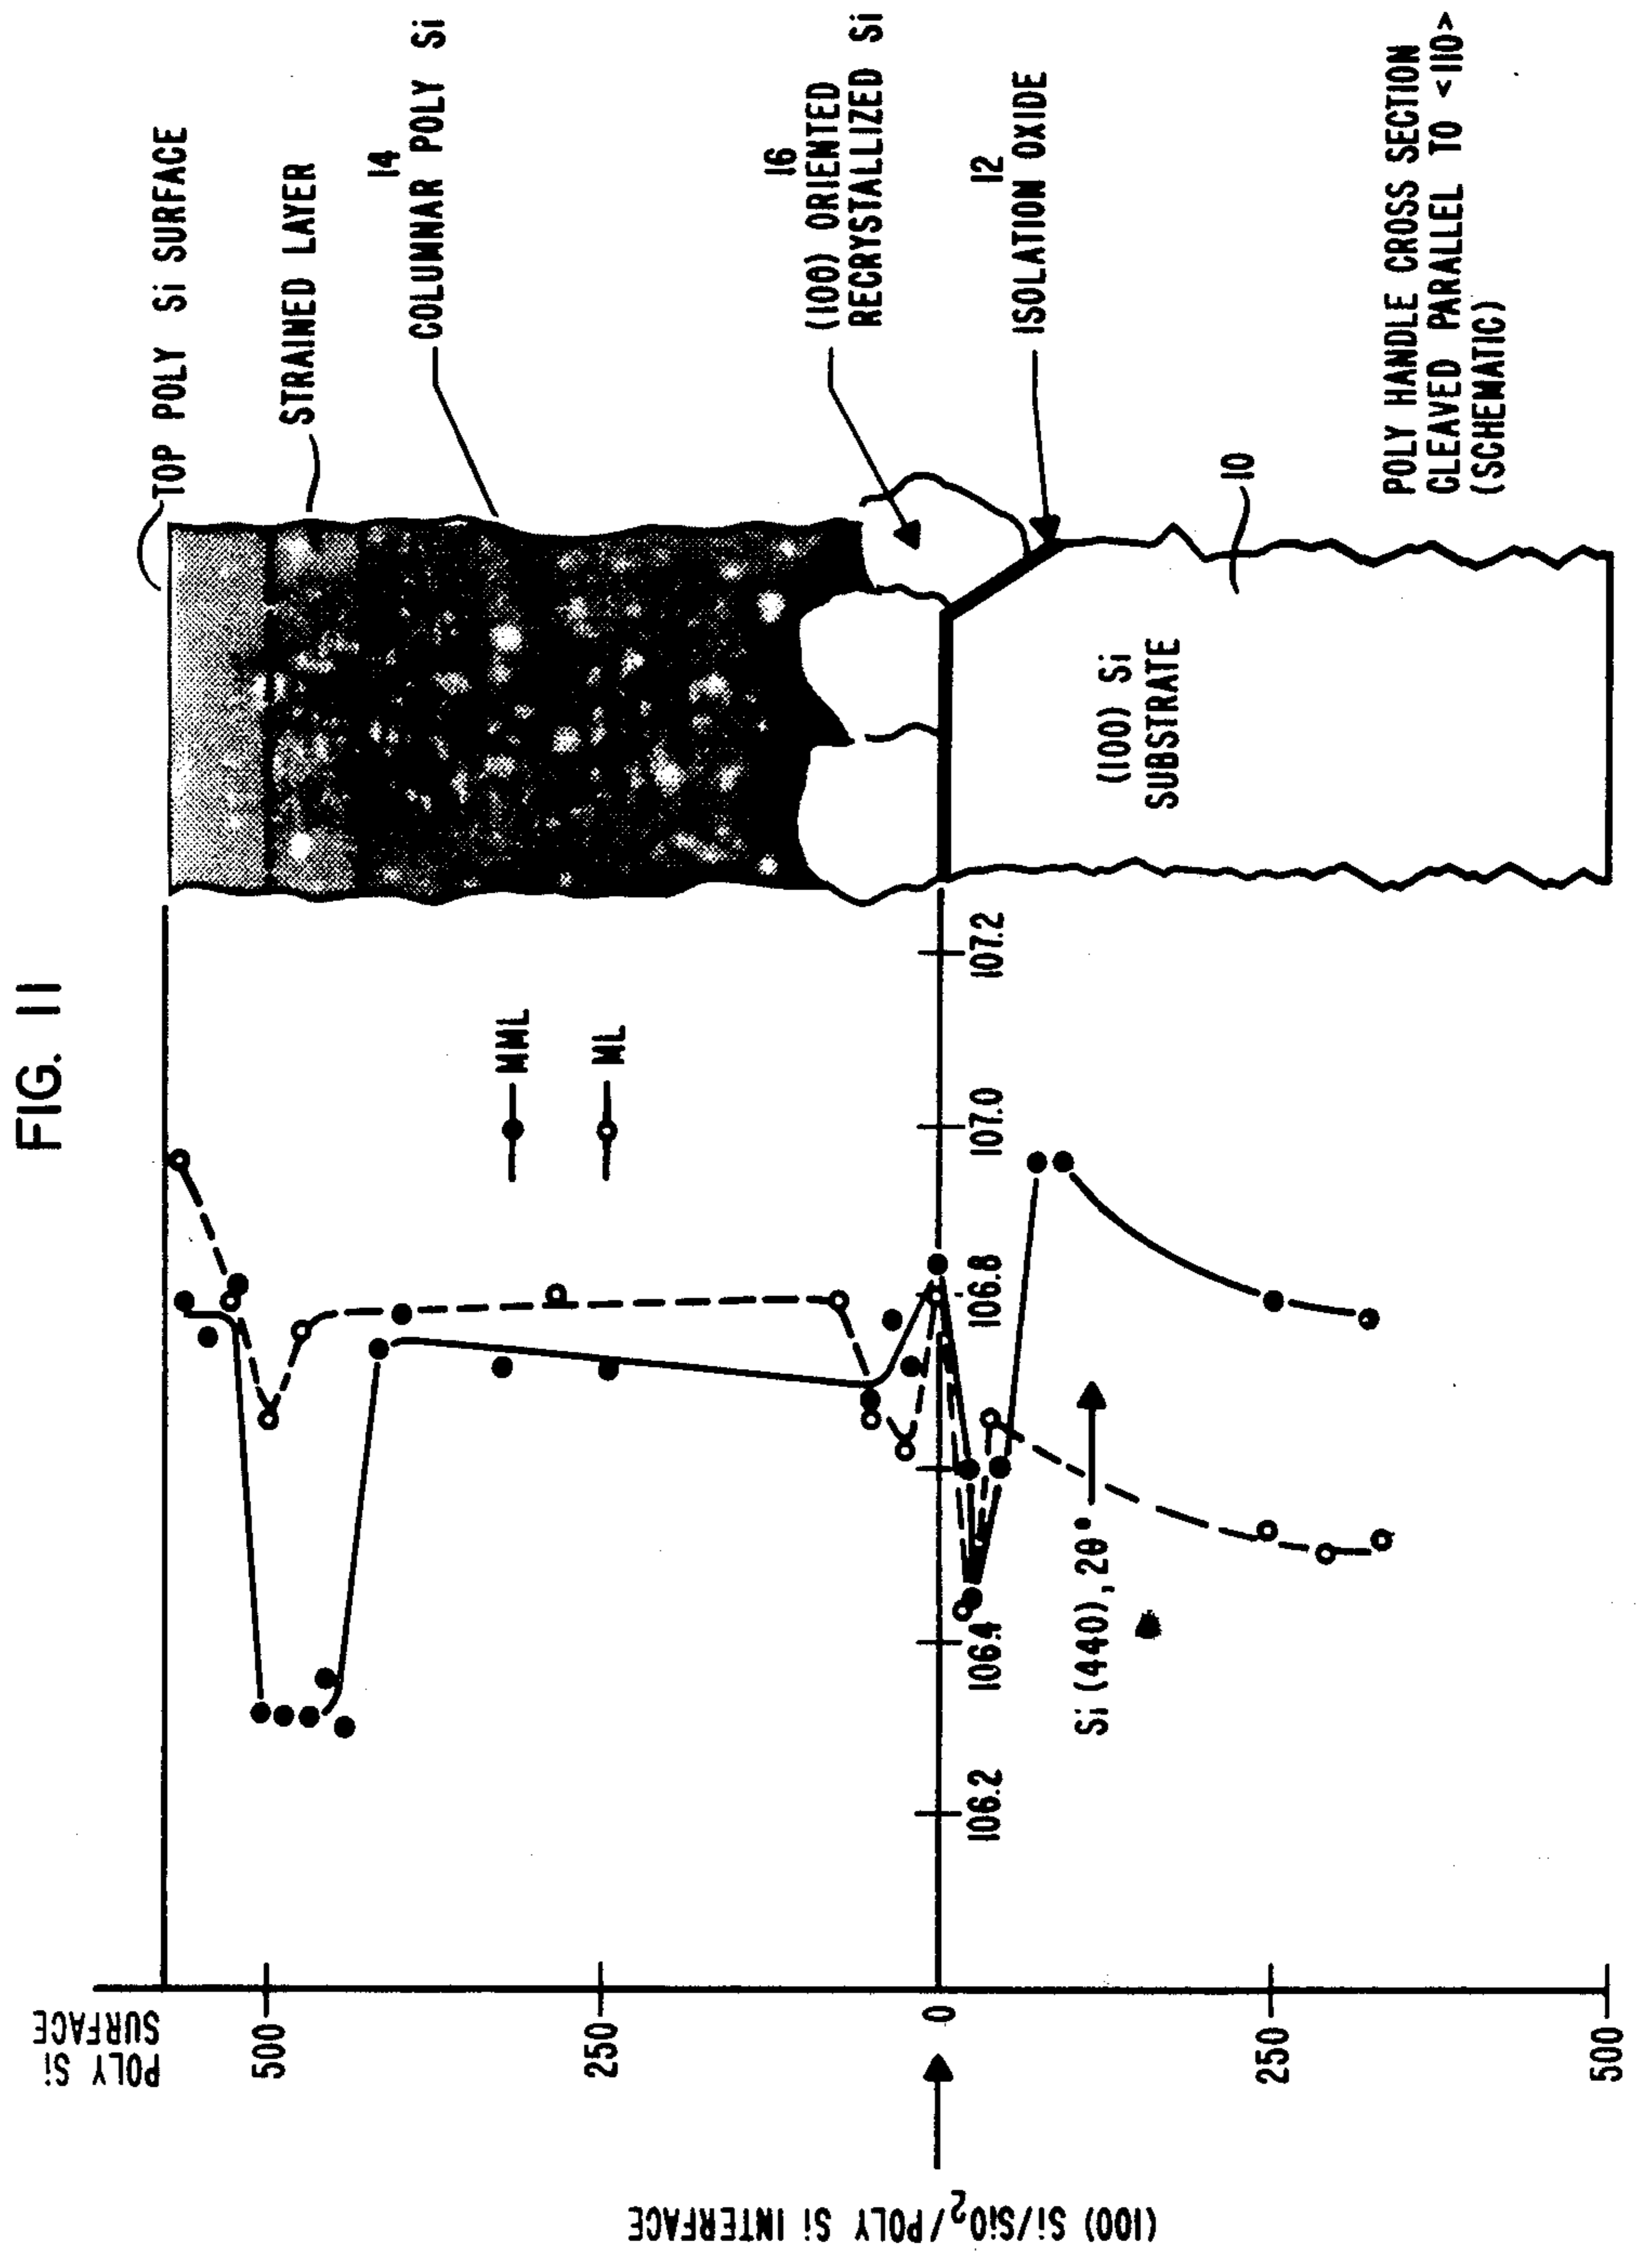 FIG. 11
POLY Si
SURFACE
500
250
0
250
500
(100) Si/SiO2/POLY Si INTERFACE
106.2
106.4
106.8
107.0
107.2
Si (440), 2θ°
MML
ML
TOP POLY Si SURFACE
STRAINED LAYER
14
COLUMNAR POLY Si
16
(100) ORIENTED
RECRYSTALLIZED Si
12
ISOLATION OXIDE
10
(100) Si
SUBSTRATE
POLY HANDLE CROSS SECTION
CLEAVED PARALLEL TO <110>
(SCHEMATIC)